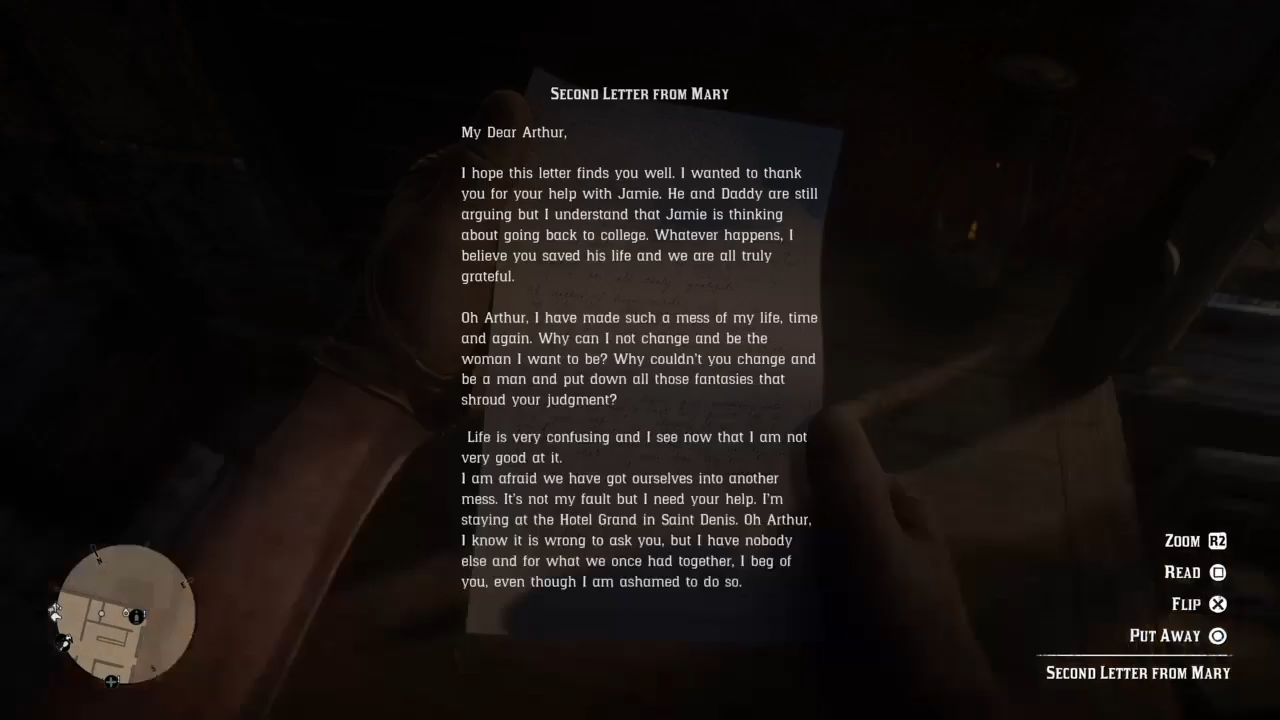 Second Letter from Mary
My Dear Arthur,
I hope this letter finds you well. I wanted to thank
you for your help with Jamie. He and Daddy are still
arguing but I understand that Jamie is thinking
about going back to college. Whatever happens, I
believe you saved his life and we are all truly
grateful.
Oh Arthur, I have made such a mess of my life, time
and again. Why can I not change and be the
woman I want to be? Why couldn't you change and
be a man and put down all those fantasies that
shroud your judgment?
Life is very confusing and I see now that I am not
very good at it.
I am afraid we have got ourselves into another
mess. It's not my fault but I need your help. I'm
staying at the Hotel Grand in Saint Denis. Oh Arthur,
I know it is wrong to ask you, but I have nobody
else and for what we once had together, I beg of
you, even though I am ashamed to do so.
Zoom R2
Read
Flip
Put Away
Second Letter from Mary